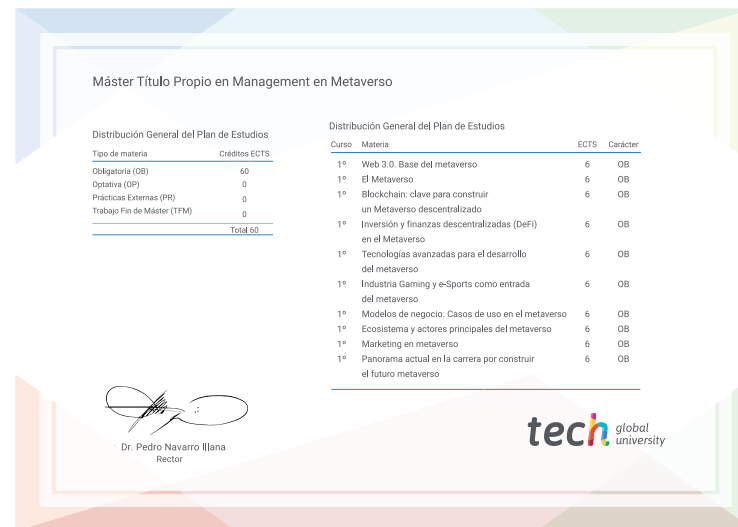 Máster Título Propio en Management en Metaverso
Distribución General del Plan de Estudios
Tipo de materia Créditos ECTS
Obligatoria (OB) 60
Optativa (OP) 0
Prácticas Externas (PR) 0
Trabajo Fin de Máster (TFM) 0
Total 60
Distribución General del Plan de Estudios
Curso Materia ECTS Carácter
1º Web 3.0. Base del metaverso 6 OB
1º El Metaverso 6 OB
1º Blockchain: clave para construir 6 OB
un Metaverso descentralizado
1º Inversión y finanzas descentralizadas (DeFi) 6 OB
en el Metaverso
1º Tecnologías avanzadas para el desarrollo 6 OB
del metaverso
1º Industria Gaming y e-Sports como entrada 6 OB
del metaverso
1º Modelos de negocio. Casos de uso en el metaverso 6 OB
1º Ecosistema y actores principales del metaverso 6 OB
1º Marketing en metaverso 6 OB
1º Panorama actual en la carrera por construir 6 OB
el futuro metaverso
Dr. Pedro Navarro Illana
Rector
tech global
university